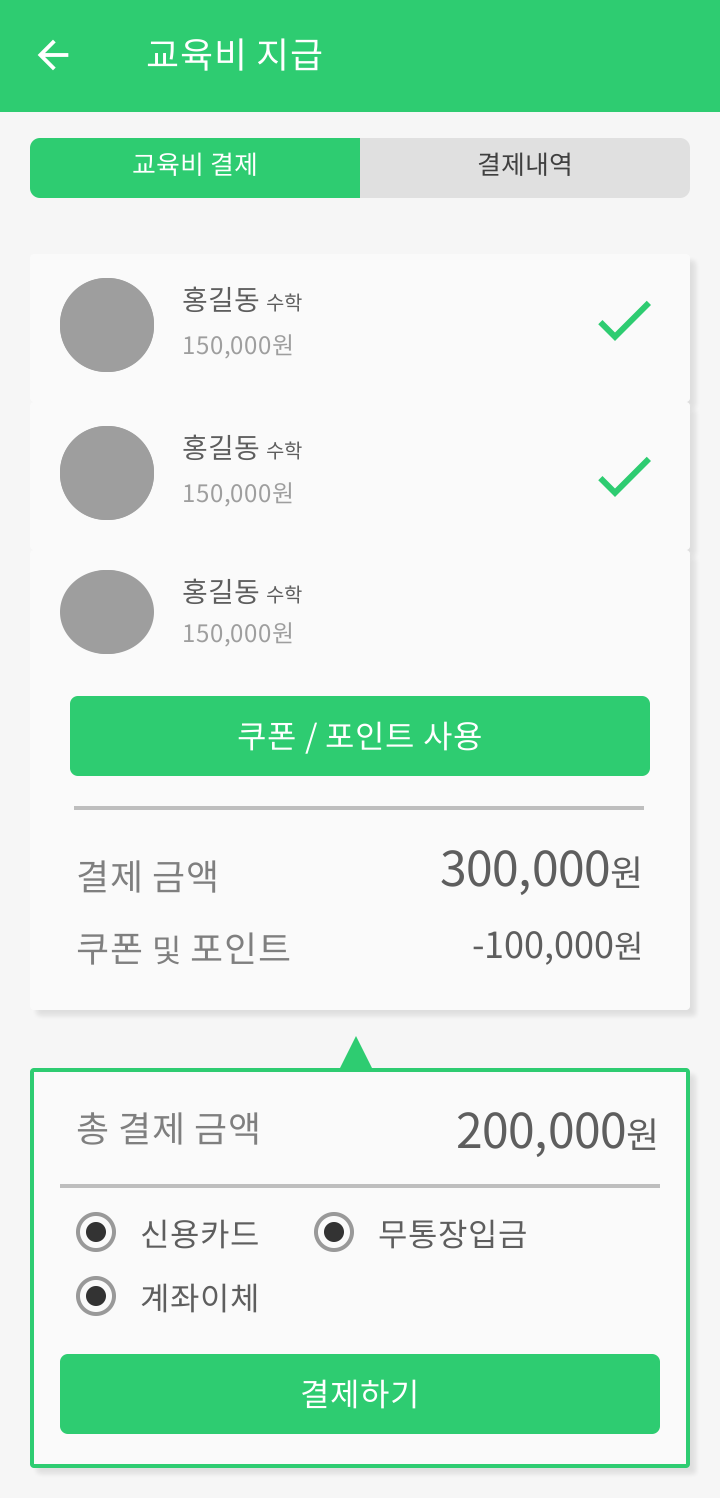 교육비 지급
교육비 결제 결제내역
홍길동 수학
150,000원
홍길동 수학
150,000원
홍길동 수학
150,000원
쿠폰 / 포인트 사용
결제 금액 300,000원
쿠폰 및 포인트 -100,000원
총 결제 금액 200,000원
신용카드 무통장입금
계좌이체
결제하기